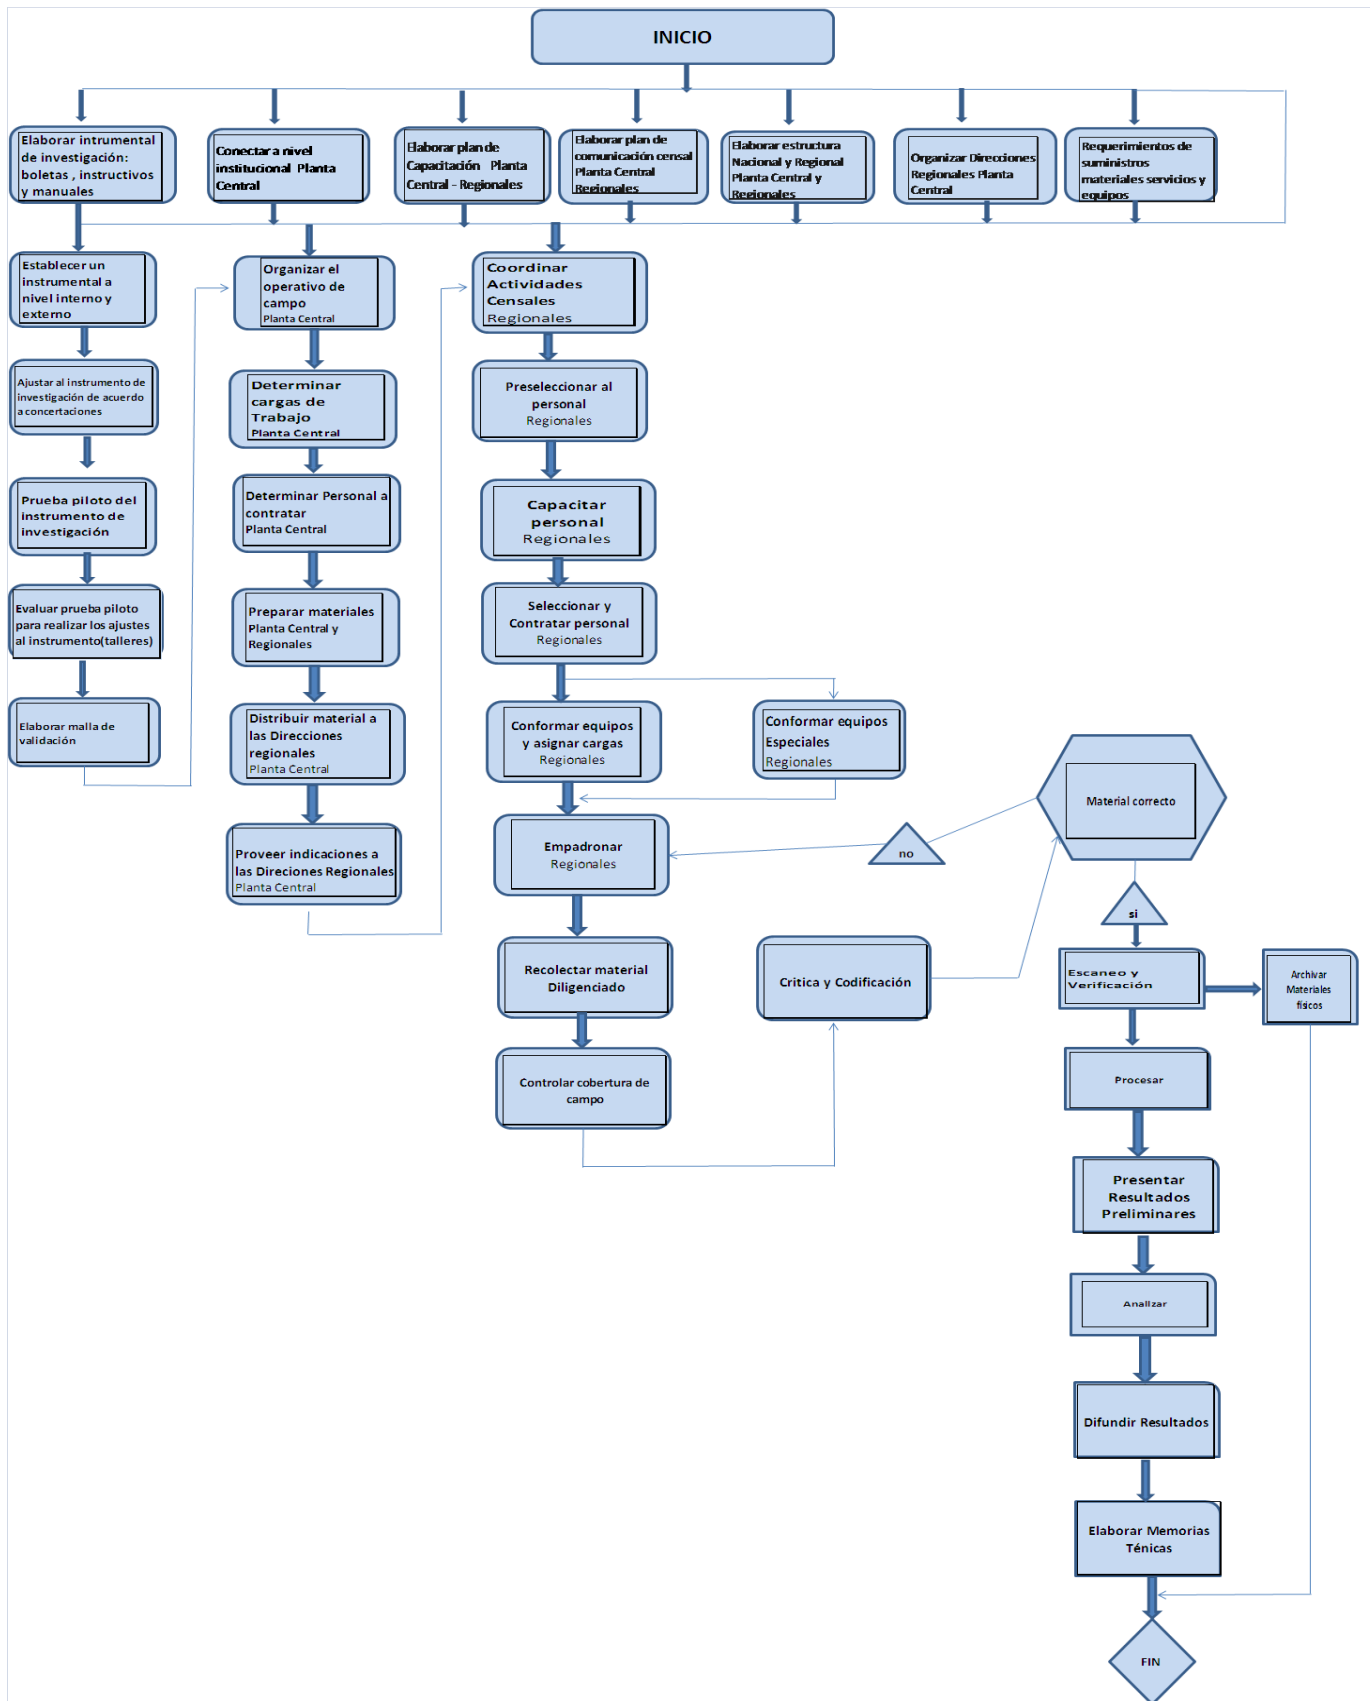 INICIO
Elaborar intrumental
de investigación:
boletas , instructivos
y manuales
Conectar a nivel
institucional Planta
Central
Elaborar plan de
Capacitación Planta
Central - Regionales
Elaborar plan de
comunicación censal
Planta Central
Regionales
Elaborar estructura
Nacional y Regional
Planta Central y
Regionales
Organizar Direcciones
Regionales Planta
Central
Requerimientos de
suministros
materiales servicios y
equipos
Establecer un
instrumental a
nivel interno y
externo
Ajustar al instrumento de
investigación de acuerdo
a concertaciones
Prueba piloto del
instrumento de
investigación
Evaluar prueba piloto
para realizar los ajustes
al instrumento(talleres)
Elaborar malla de
validación
Organizar el
operativo de
campo
Planta Central
Determinar
cargas de
Trabajo
Planta Central
Determinar Personal a
contratar
Planta Central
Preparar materiales
Planta Central y
Regionales
Distribuir material a
las Direcciones
regionales
Planta Central
Proveer indicaciones a
las Direciones Regionales
Planta Central
Coordinar
Actividades
Censales
Regionales
Preseleccionar al
personal
Regionales
Capacitar
personal
Regionales
Seleccionar y
Contratar personal
Regionales
Conformar equipos
y asignar cargas
Regionales
Conformar equipos
Especiales
Regionales
Empadronar
Regionales
Recolectar material
Diligenciado
Controlar cobertura de
campo
Critica y Codificación
Material correcto
no
si
Escaneo y
Verificación
Archivar
Materiales
físicos
Procesar
Presentar
Resultados
Preliminares
Analizar
Difundir Resultados
Elaborar Memorias
Ténicas
FIN